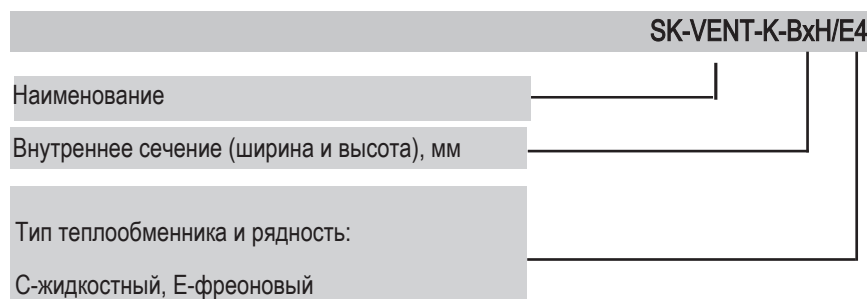 SK-VENT-K-BxH/E4
Наименование
Внутреннее сечение (ширина и высота), мм
Тип теплообменника и рядность:
С-жидкостный, Е-фреоновый